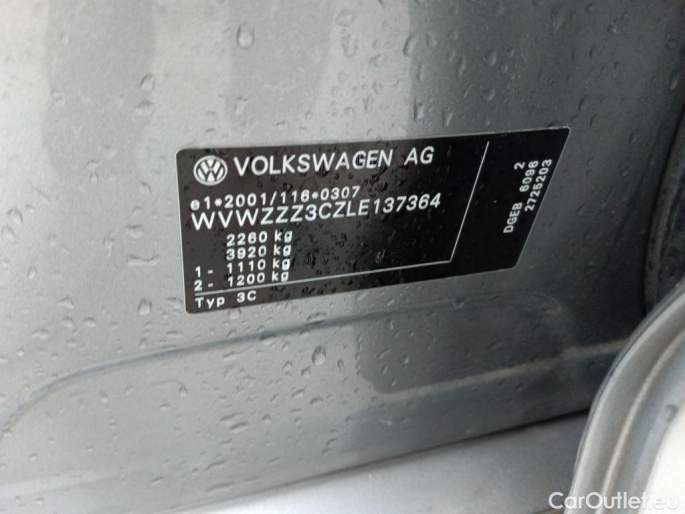 VOLKSWAGEN AG
e1*2001/116*0307
WVWZZZ3CZLE137364
2260 kg
3920 kg
1 - 1110 kg
2 - 1200 kg
Typ 3C
2
DGEB 6096
2725203
CarOutlet.eu